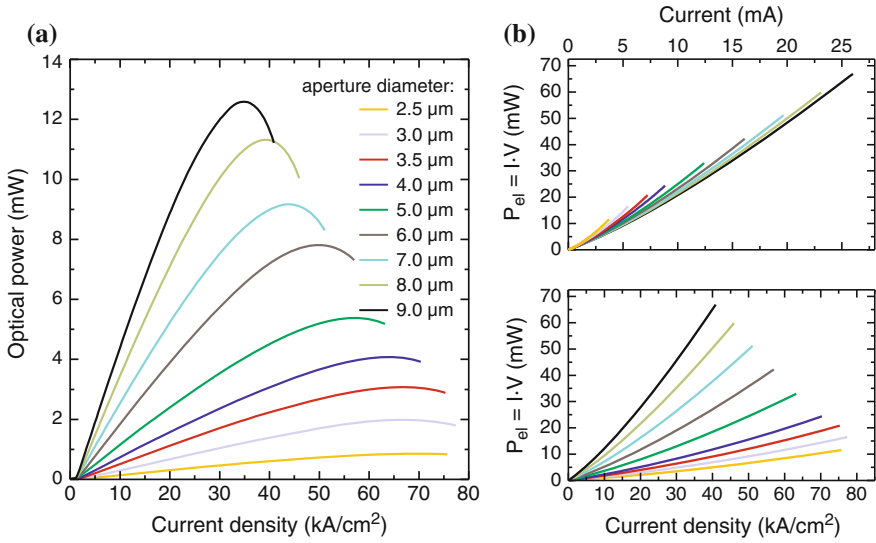 (a)
14
12
10
8
6
4
2
0
Optical power (mW)
aperture diameter:
2.5 µm
3.0 µm
3.5 µm
4.0 µm
5.0 µm
6.0 µm
7.0 µm
8.0 µm
9.0 µm
0 10 20 30 40 50 60 70 80
Current density (kA/cm²)
(b)
Current (mA)
0 5 10 15 20 25
70
60
50
40
30
20
10
0
P_el = I·V (mW)
70
60
50
40
30
20
10
0
P_el = I·V (mW)
0 10 20 30 40 50 60 70 80
Current density (kA/cm²)